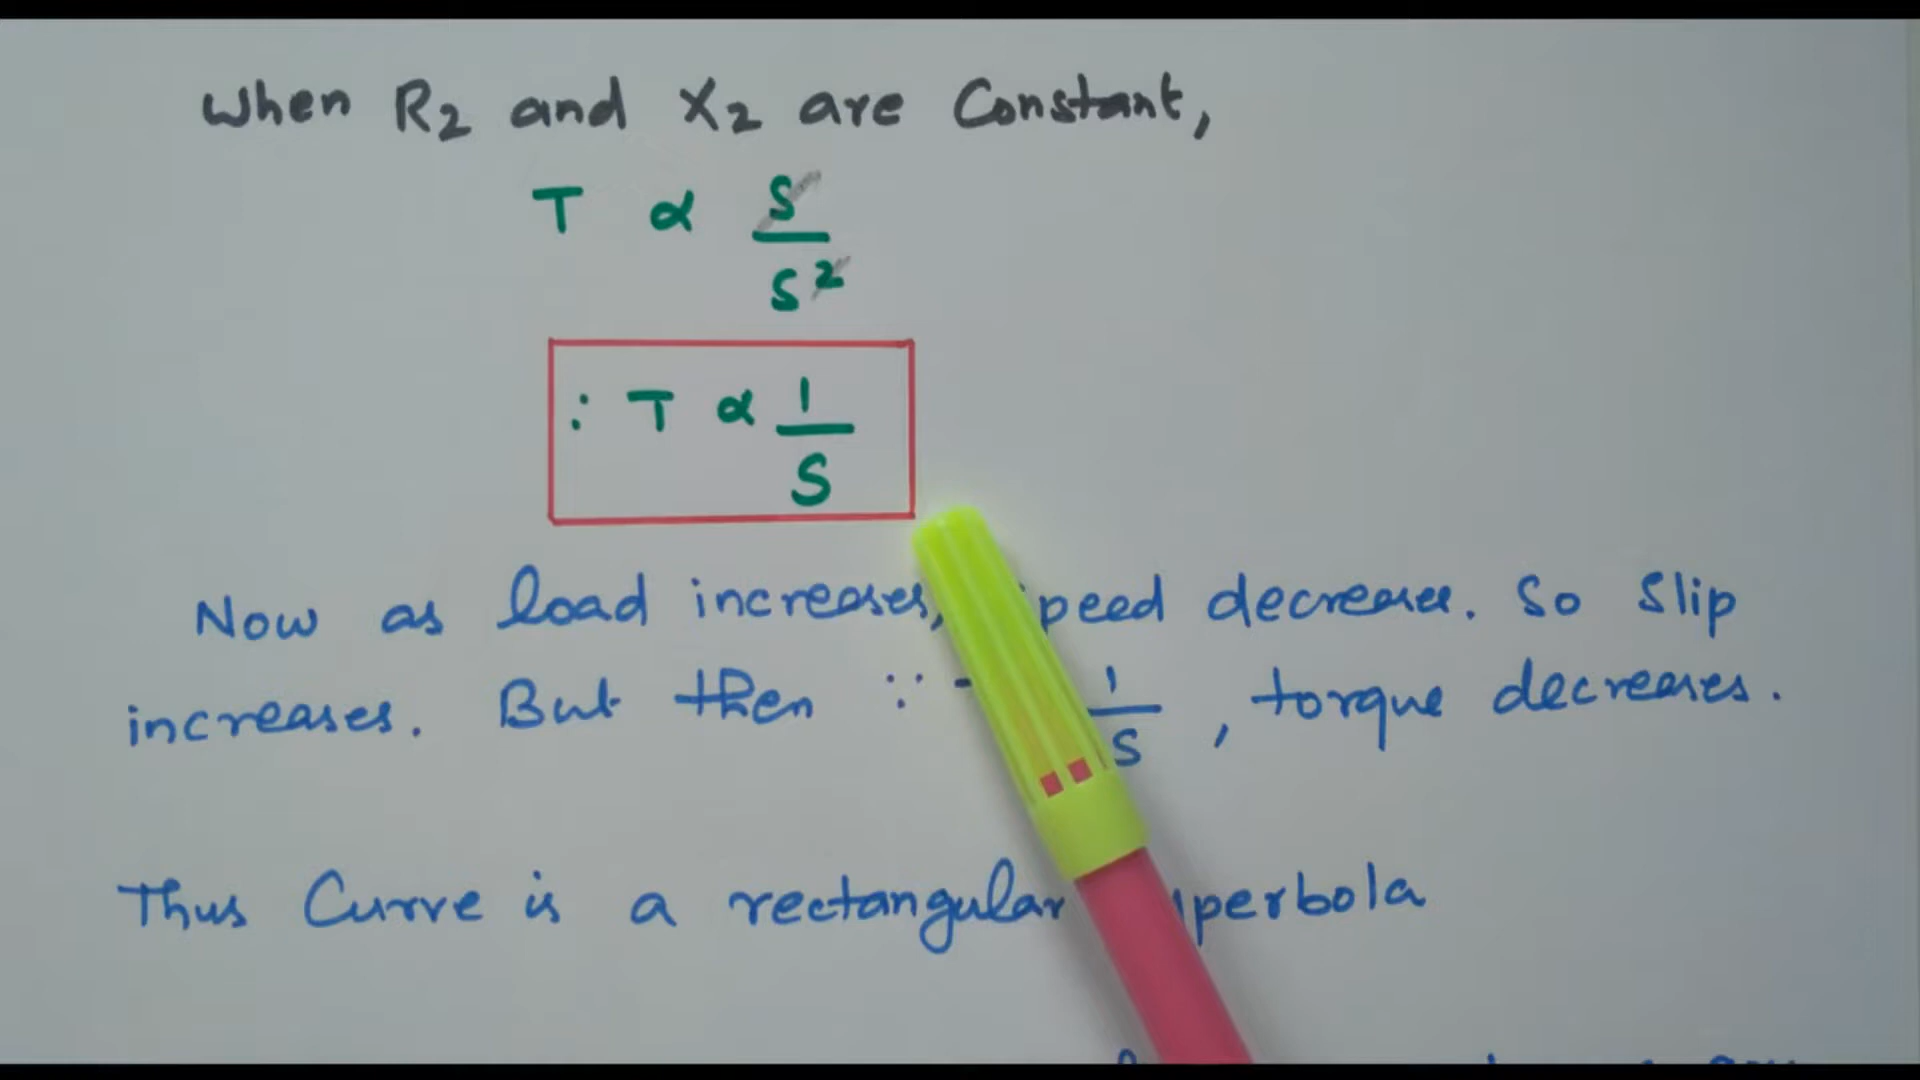 When R2 and X2 are Constant,
T α S
S2
∴ T α 1
S
Now as load increases, peed decreases. So Slip
increases. But then ∵ 1/S, torque decreases.
Thus Curve is a rectangular perbola